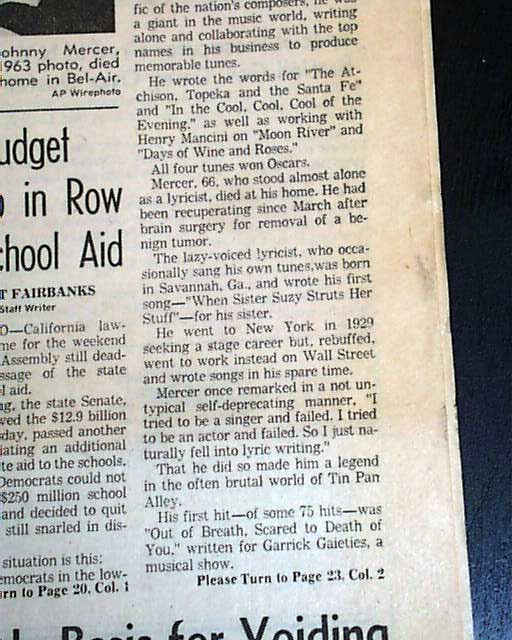 ohnny Mercer,
963 photo, died
home in Bel-Air.
AP Wirephoto
udget
in Row
hool Aid
FAIRBANKS
Staff Writer
O—California law-
me for the weekend
Assembly still dead-
ssage of the state
l aid.
ng, the state Senate,
ved the $12.9 billion
day, passed another
iating an additional
te aid to the schools.
Democrats could not
$250 million school
and decided to quit
still snarled in dis-
situation is this:
emocrats in the low-
rn to Page 20, Col. 1
fic of the nation's composers, he was
a giant in the music world, writing
alone and collaborating with the top
names in his business to produce
memorable tunes.
He wrote the words for "The At-
chison, Topeka and the Santa Fe"
and "In the Cool, Cool, Cool of the
Evening," as well as working with
Henry Mancini on "Moon River" and
"Days of Wine and Roses."
All four tunes won Oscars.
Mercer, 66, who stood almost alone
as a lyricist, died at his home. He had
been recuperating since March after
brain surgery for removal of a be-
nign tumor.
The lazy-voiced lyricist, who occa-
sionally sang his own tunes,was born
in Savannah, Ga., and wrote his first
song—"When Sister Suzy Struts Her
Stuff"—for his sister.
He went to New York in 1929
seeking a stage career but, rebuffed,
went to work instead on Wall Street
and wrote songs in his spare time.
Mercer once remarked in a not un-
typical self-deprecating manner, "I
tried to be a singer and failed. I tried
to be an actor and failed. So I just na-
turally fell into lyric writing."
That he did so made him a legend
in the often brutal world of Tin Pan
Alley.
His first hit—of some 75 hits—was
"Out of Breath, Scared to Death of
You," written for Garrick Gaieties, a
musical show.
Please Turn to Page 23, Col. 2
Basis for Voiding